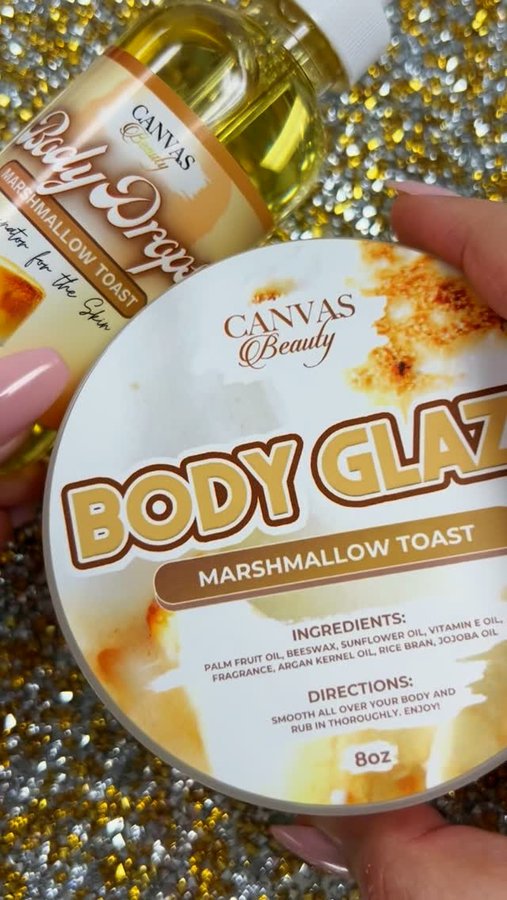 CANVAS
Beauty
Body Drops
MARSHMALLOW TOAST
for the Skin
CANVAS
Beauty
BODY GLAZ
MARSHMALLOW TOAST
INGREDIENTS:
PALM FRUIT OIL, BEESWAX, SUNFLOWER OIL, VITAMIN E OIL,
FRAGRANCE, ARGAN KERNEL OIL, RICE BRAN, JOJOBA OIL
DIRECTIONS:
SMOOTH ALL OVER YOUR BODY AND
RUB IN THOROUGHLY. ENJOY!
8oz